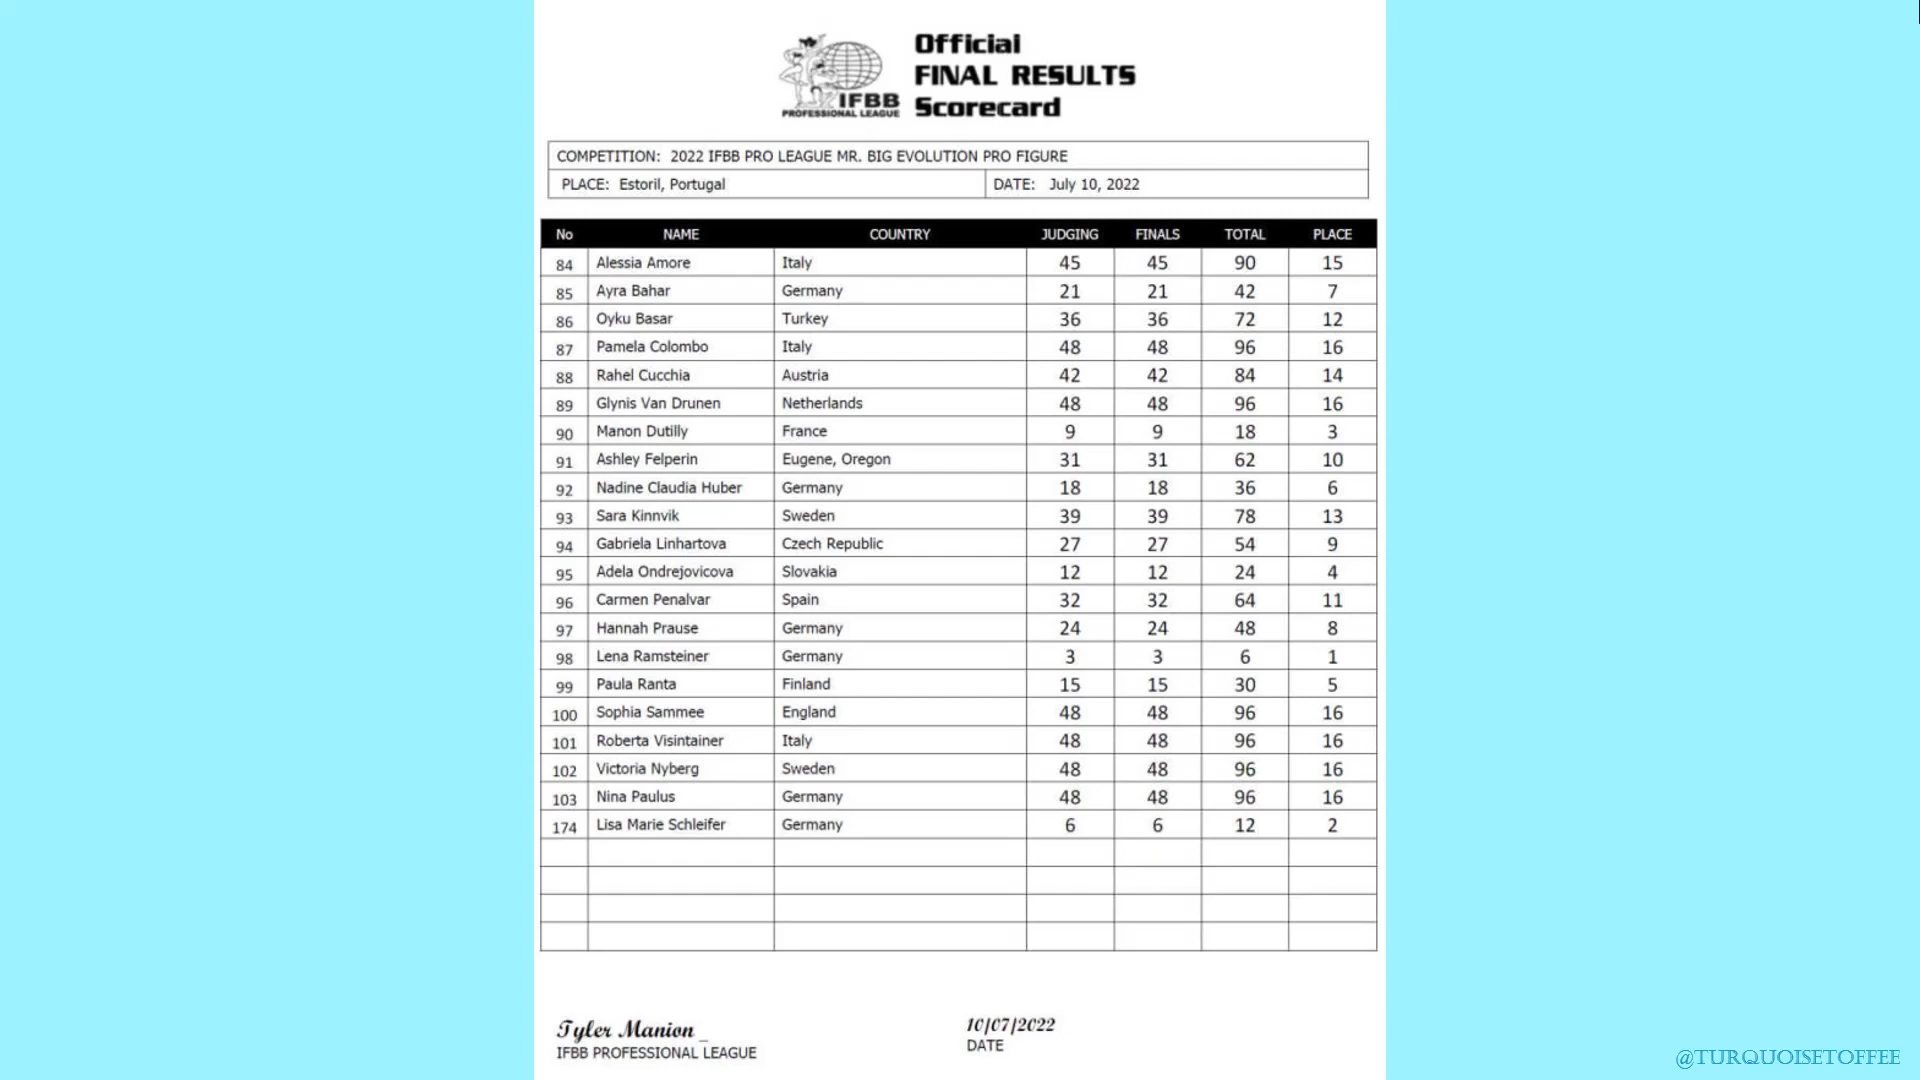 Official
FINAL RESULTS
Scorecard
IFBB
PROFESSIONAL LEAGUE
COMPETITION: 2022 IFBB PRO LEAGUE MR. BIG EVOLUTION PRO FIGURE
PLACE: Estoril, Portugal DATE: July 10, 2022
No NAME COUNTRY JUDGING FINALS TOTAL PLACE
84 Alessia Amore Italy 45 45 90 15
85 Ayra Bahar Germany 21 21 42 7
86 Oyku Basar Turkey 36 36 72 12
87 Pamela Colombo Italy 48 48 96 16
88 Rahel Cucchia Austria 42 42 84 14
89 Glynis Van Drunen Netherlands 48 48 96 16
90 Manon Dutilly France 9 9 18 3
91 Ashley Felperin Eugene, Oregon 31 31 62 10
92 Nadine Claudia Huber Germany 18 18 36 6
93 Sara Kinnvik Sweden 39 39 78 13
94 Gabriela Linhartova Czech Republic 27 27 54 9
95 Adela Ondrejovicova Slovakia 12 12 24 4
96 Carmen Penalvar Spain 32 32 64 11
97 Hannah Prause Germany 24 24 48 8
98 Lena Ramsteiner Germany 3 3 6 1
99 Paula Ranta Finland 15 15 30 5
100 Sophia Sammee England 48 48 96 16
101 Roberta Visintainer Italy 48 48 96 16
102 Victoria Nyberg Sweden 48 48 96 16
103 Nina Paulus Germany 48 48 96 16
174 Lisa Marie Schleifer Germany 6 6 12 2
Tyler Manion _ 10/07/2022
IFBB PROFESSIONAL LEAGUE DATE
@TURQUOISETOFFEE